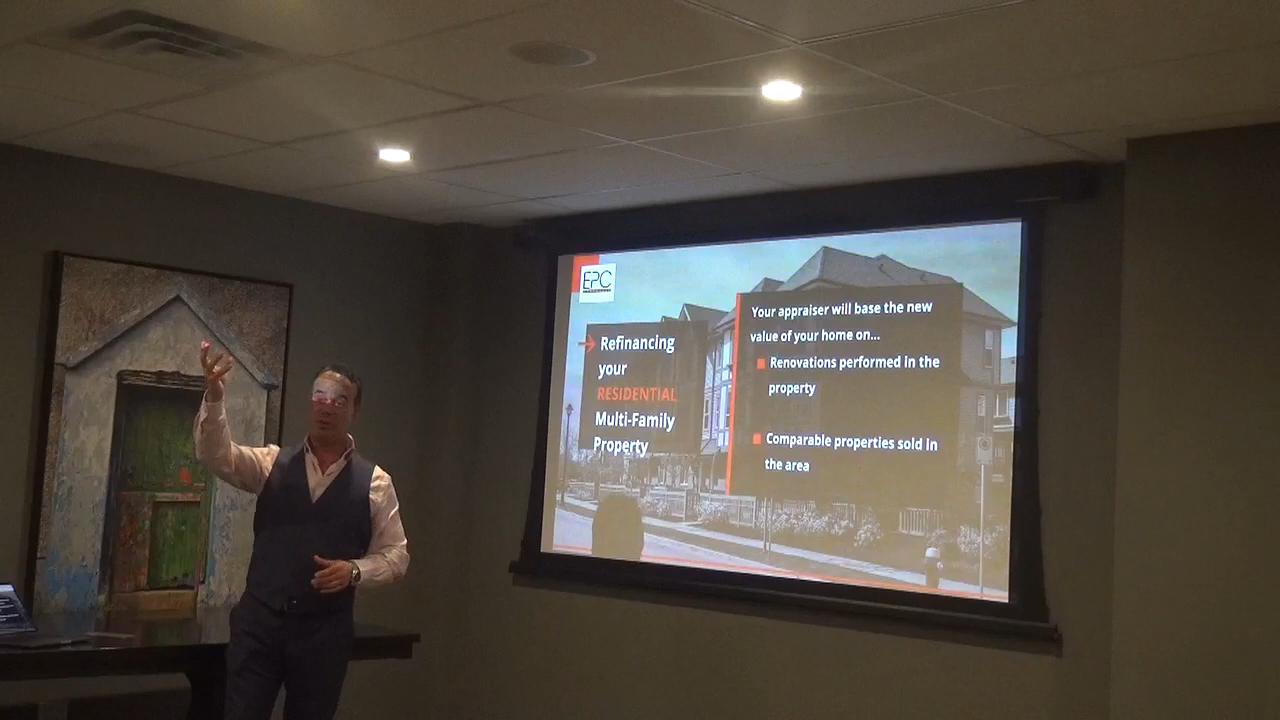 EPC
Refinancing
your
RESIDENTIAL
Multi-Family
Property
Your appraiser will base the new
value of your home on...
Renovations performed in the
property
Comparable properties sold in
the area